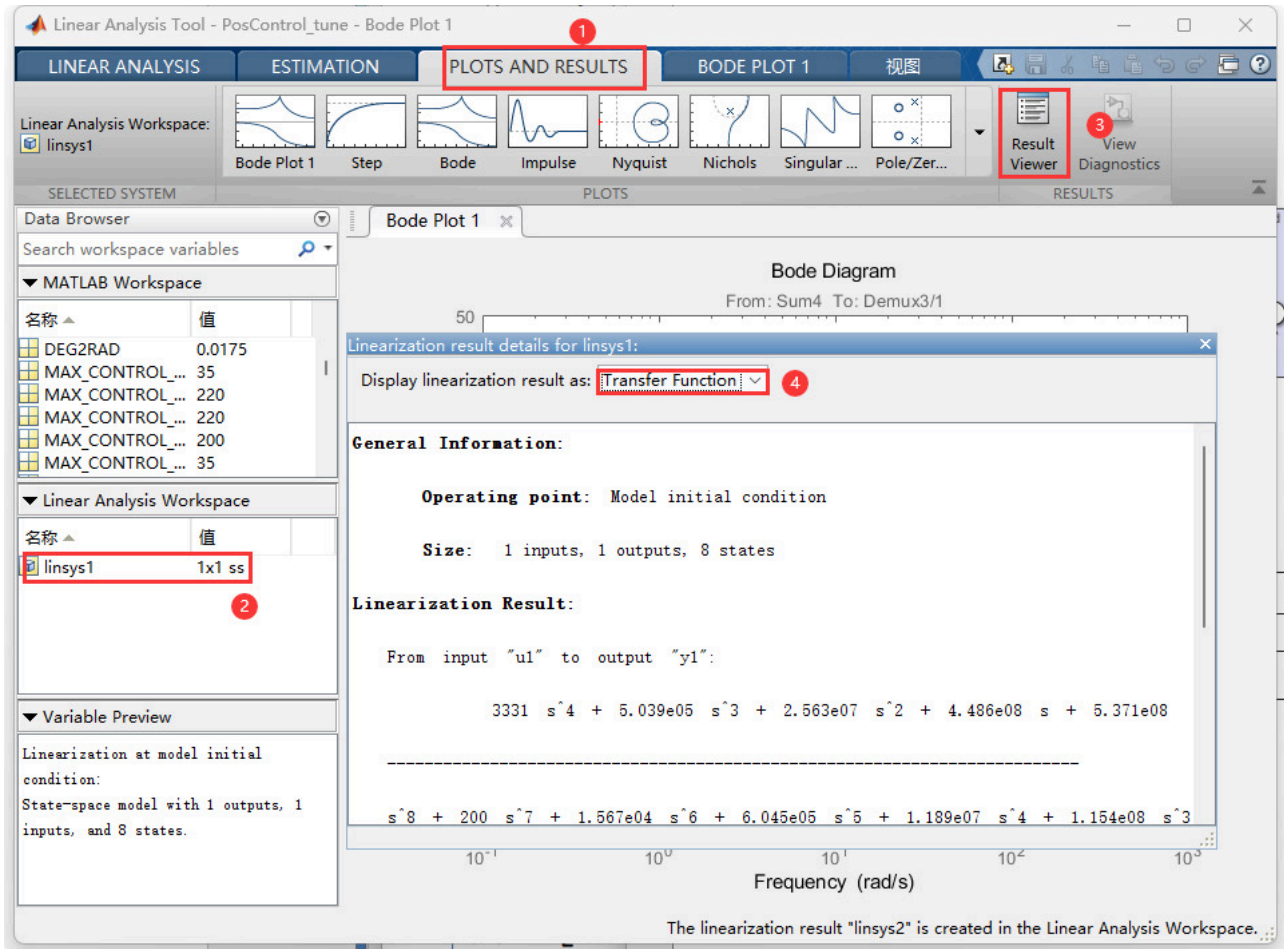 Linear Analysis Tool - PosControl_tune - Bode Plot 1
1
LINEAR ANALYSIS
ESTIMATION
PLOTS AND RESULTS
BODE PLOT 1
视图
Linear Analysis Workspace:
linsys1
Bode Plot 1
Step
Bode
Impulse
Nyquist
Nichols
Singular ...
Pole/Zer...
Result
Viewer
3
View
Diagnostics
SELECTED SYSTEM
PLOTS
RESULTS
Data Browser
Search workspace variables
MATLAB Workspace
名称 值
DEG2RAD 0.0175
MAX_CONTROL_... 35
MAX_CONTROL_... 220
MAX_CONTROL_... 220
MAX_CONTROL_... 200
MAX_CONTROL_... 35
Linear Analysis Workspace
名称 值
linsys1 1x1 ss
2
Variable Preview
Linearization at model initial
condition:
State-space model with 1 outputs, 1
inputs, and 8 states.
Bode Plot 1
Bode Diagram
From: Sum4 To: Demux3/1
50
Linearization result details for linsys1:
Display linearization result as: Transfer Function
4
General Information:
Operating point: Model initial condition
Size: 1 inputs, 1 outputs, 8 states
Linearization Result:
From input "u1" to output "y1":
3331 s^4 + 5.039e05 s^3 + 2.563e07 s^2 + 4.486e08 s + 5.371e08
s^8 + 200 s^7 + 1.567e04 s^6 + 6.045e05 s^5 + 1.189e07 s^4 + 1.154e08 s^3
10^-1 10^0 10^1 10^2 10^3
Frequency (rad/s)
The linearization result "linsys2" is created in the Linear Analysis Workspace.